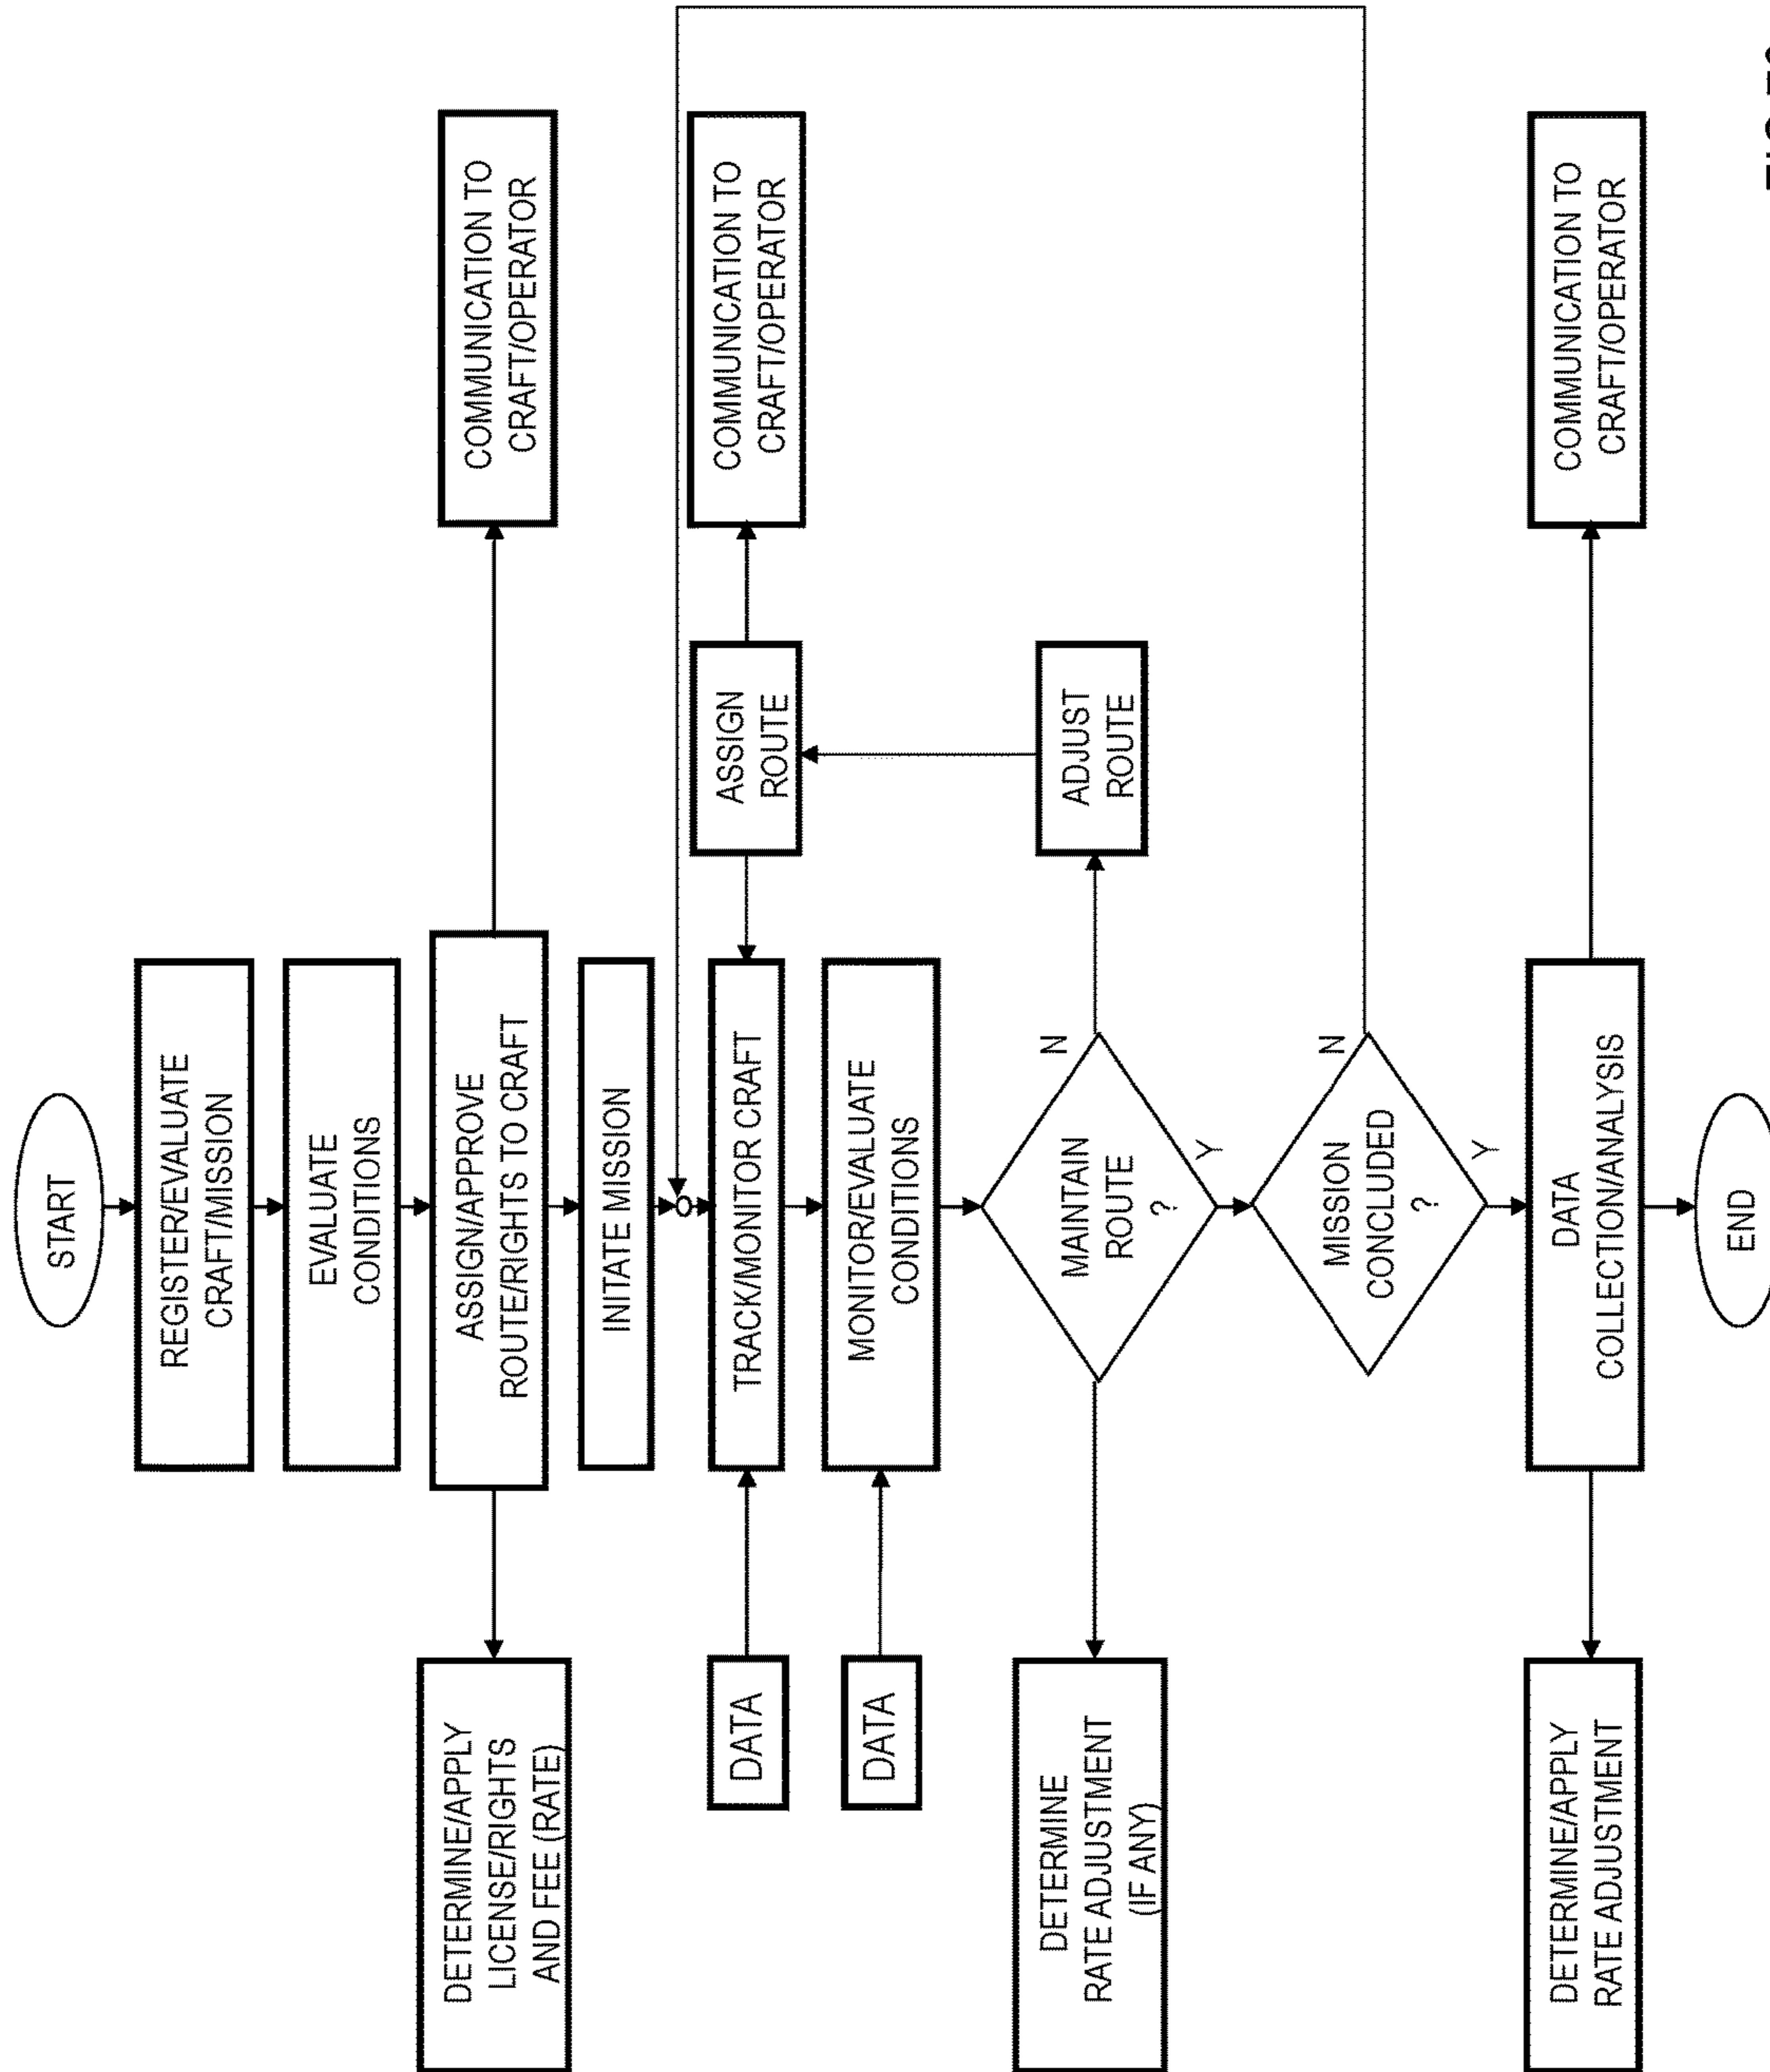 START
REGISTER/EVALUATE
CRAFT/MISSION
EVALUATE
CONDITIONS
DETERMINE/APPLY
LICENSE/RIGHTS
AND FEE (RATE)
ASSIGN/APPROVE
ROUTE/RIGHTS TO CRAFT
COMMUNICATION TO
CRAFT/OPERATOR
INITATE MISSION
DATA
TRACK/MONITOR CRAFT
ASSIGN
ROUTE
COMMUNICATION TO
CRAFT/OPERATOR
DATA
MONITOR/EVALUATE
CONDITIONS
DETERMINE
RATE ADJUSTMENT
(IF ANY)
MAINTAIN
ROUTE
?
N
Y
ADJUST
ROUTE
MISSION
CONCLUDED
?
N
Y
DETERMINE/APPLY
RATE ADJUSTMENT
DATA
COLLECTION/ANALYSIS
COMMUNICATION TO
CRAFT/OPERATOR
END